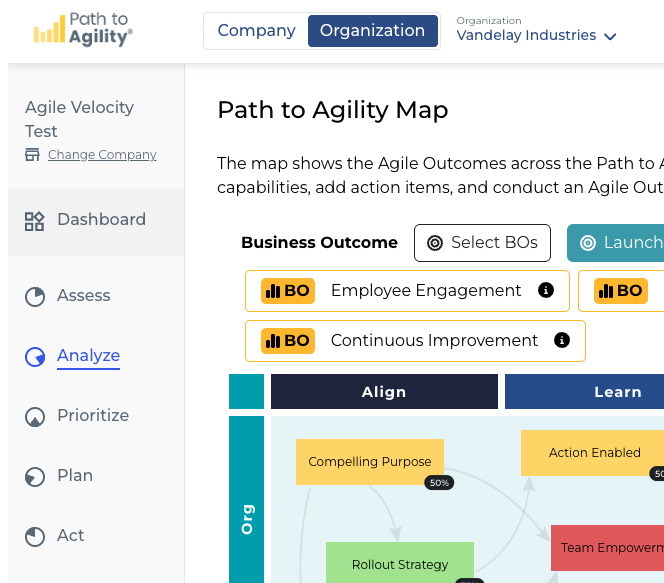 Path to
Agility®
Company
Organization
Organization
Vandelay Industries
Agile Velocity
Test
Change Company
Dashboard
Assess
Analyze
Prioritize
Plan
Act
Path to Agility Map
The map shows the Agile Outcomes across the Path to
capabilities, add action items, and conduct an Agile
Business Outcome
Select BOs
Launch
BO Employee Engagement
BO
BO Continuous Improvement
Align
Learn
Org
Compelling Purpose
50%
Action Enabled
Rollout Strategy
Team